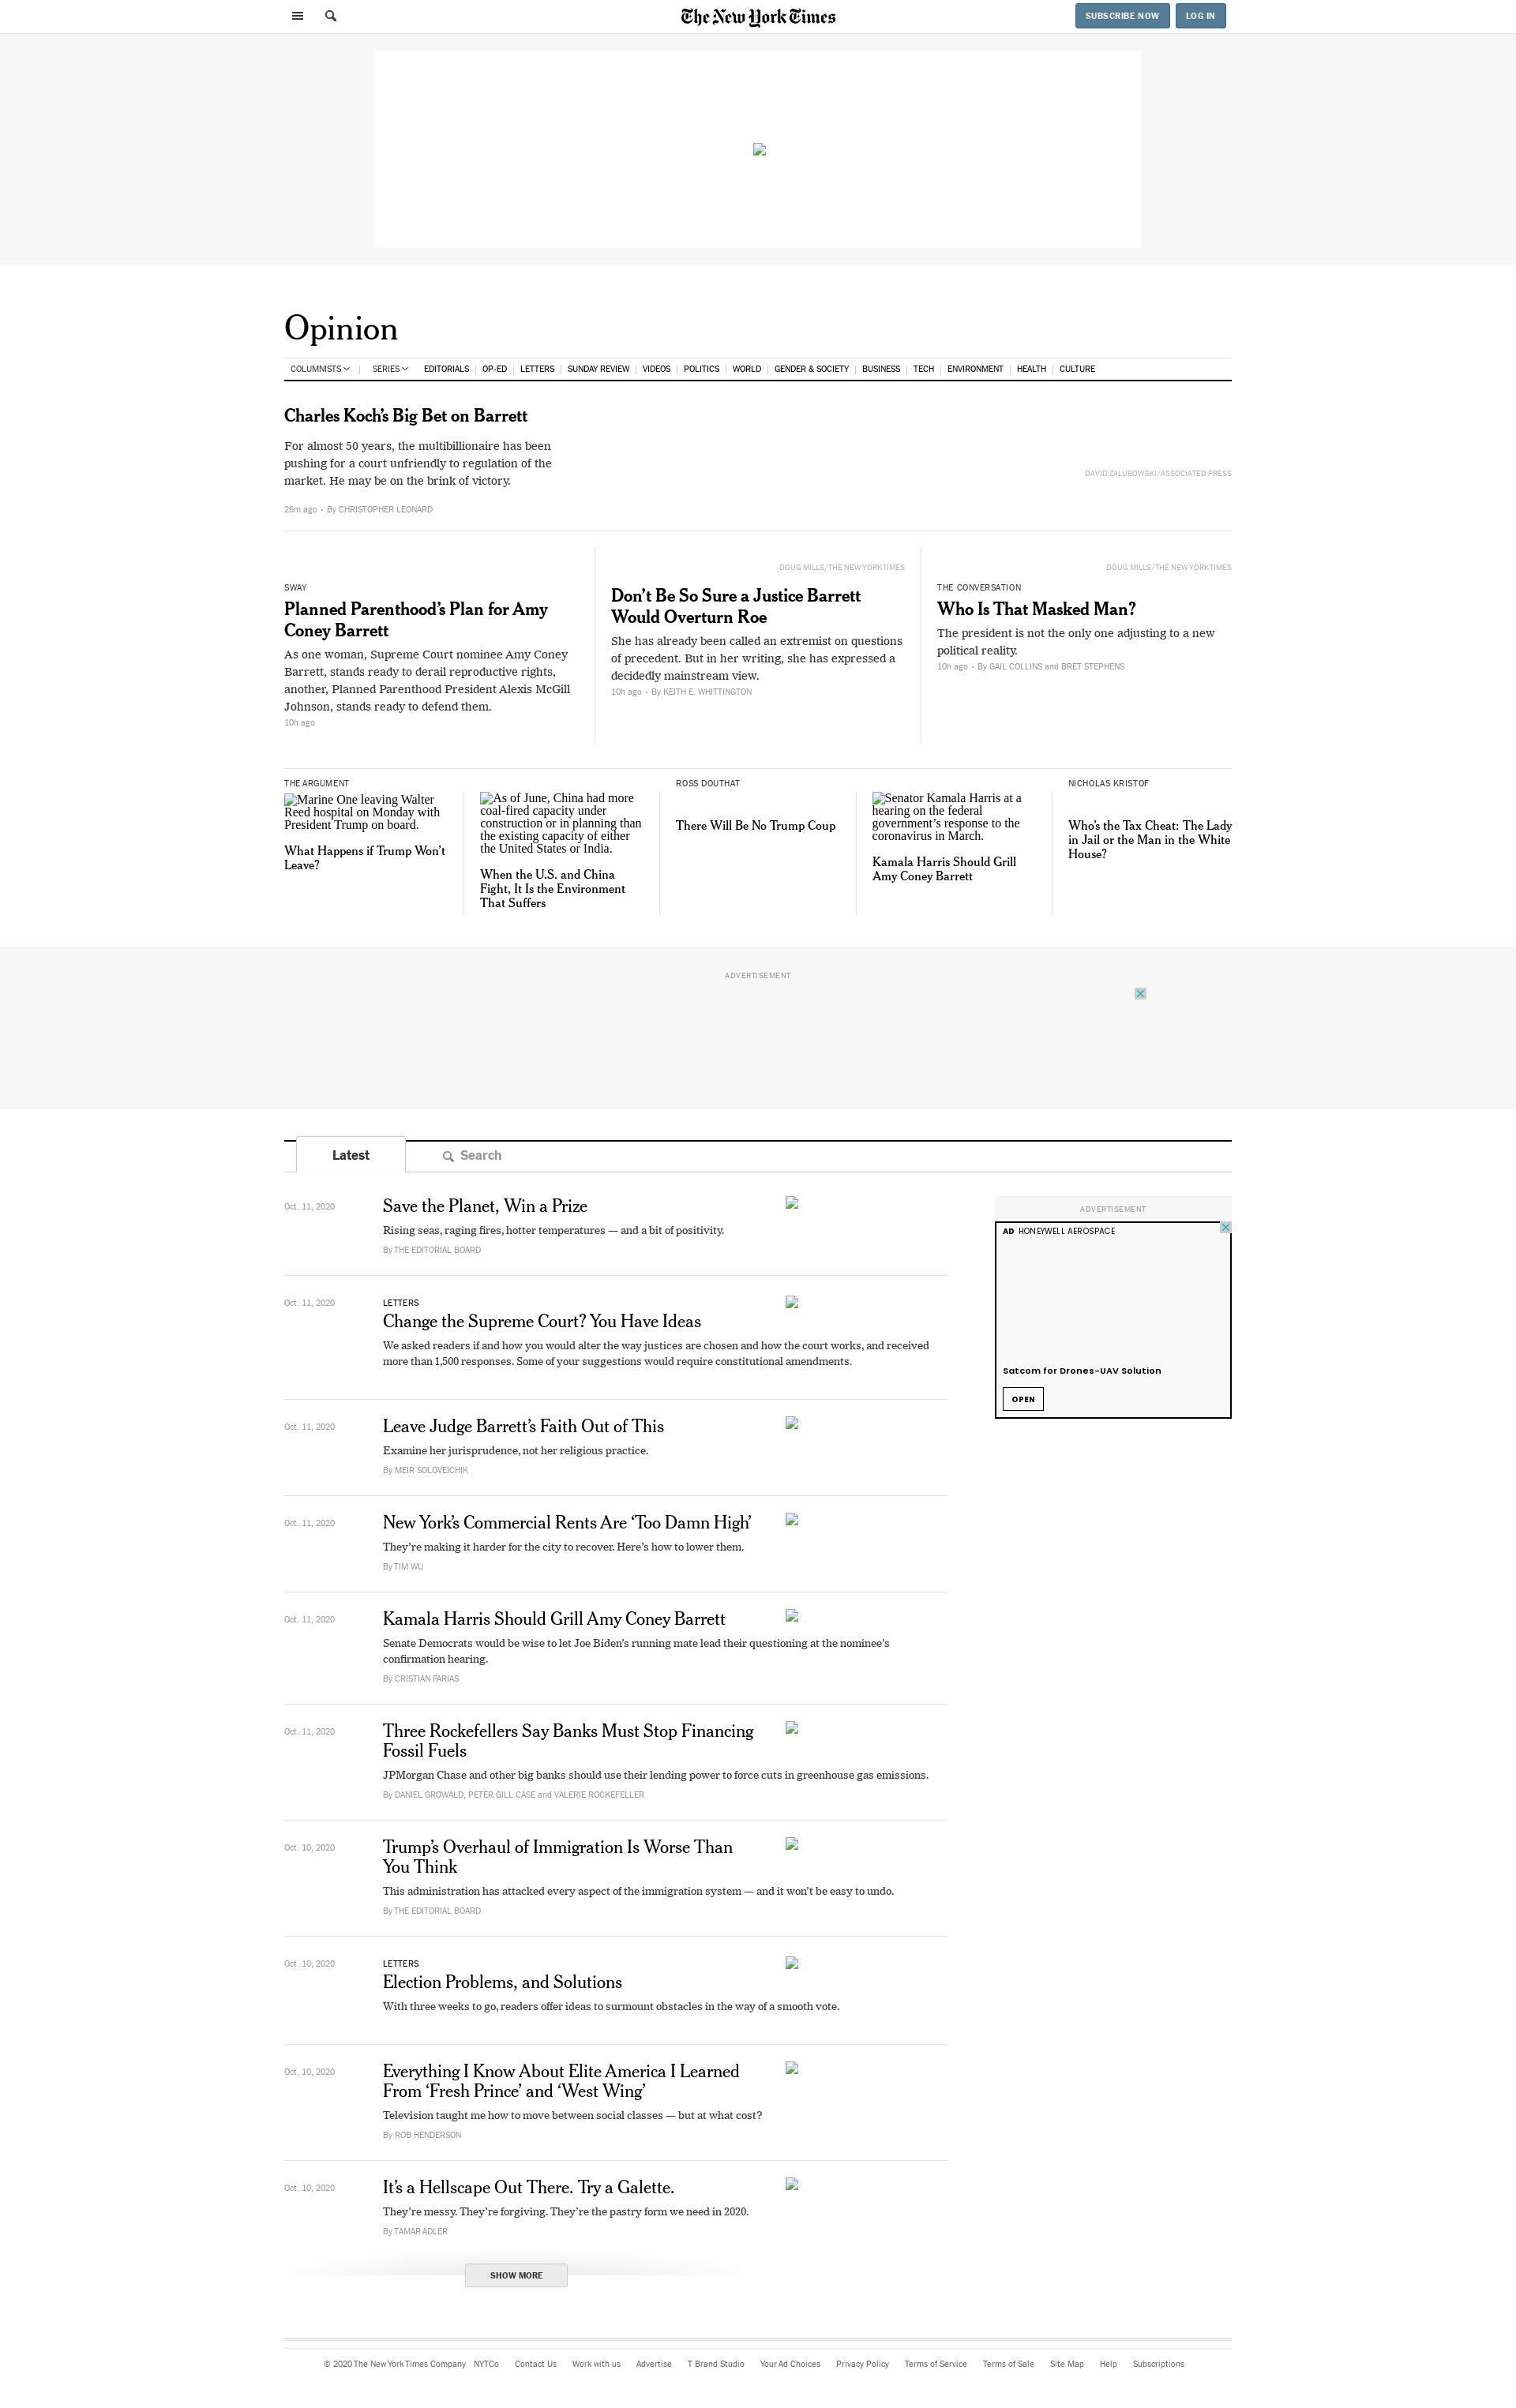 The New York Times
SUBSCRIBE NOW
LOG IN
Opinion
COLUMNISTS
SERIES
EDITORIALS
OP-ED
LETTERS
SUNDAY REVIEW
VIDEOS
POLITICS
WORLD
GENDER & SOCIETY
BUSINESS
TECH
ENVIRONMENT
HEALTH
CULTURE
Charles Koch’s Big Bet on Barrett
For almost 50 years, the multibillionaire has been
pushing for a court unfriendly to regulation of the
market. He may be on the brink of victory.
26m ago • By CHRISTOPHER LEONARD
DAVID ZALUBOWSKI/ASSOCIATED PRESS
SWAY
Planned Parenthood’s Plan for Amy
Coney Barrett
As one woman, Supreme Court nominee Amy Coney
Barrett, stands ready to derail reproductive rights,
another, Planned Parenthood President Alexis McGill
Johnson, stands ready to defend them.
10h ago
DOUG MILLS/THE NEW YORK TIMES
Don’t Be So Sure a Justice Barrett
Would Overturn Roe
She has already been called an extremist on questions
of precedent. But in her writing, she has expressed a
decidedly mainstream view.
10h ago • By KEITH E. WHITTINGTON
DOUG MILLS/THE NEW YORK TIMES
THE CONVERSATION
Who Is That Masked Man?
The president is not the only one adjusting to a new
political reality.
10h ago • By GAIL COLLINS and BRET STEPHENS
THE ARGUMENT
Marine One leaving Walter
Reed hospital on Monday with
President Trump on board.
What Happens if Trump Won’t
Leave?
As of June, China had more
coal-fired capacity under
construction or in planning than
the existing capacity of either
the United States or India.
When the U.S. and China
Fight, It Is the Environment
That Suffers
ROSS DOUTHAT
There Will Be No Trump Coup
Senator Kamala Harris at a
hearing on the federal
government’s response to the
coronavirus in March.
Kamala Harris Should Grill
Amy Coney Barrett
NICHOLAS KRISTOF
Who’s the Tax Cheat: The Lady
in Jail or the Man in the White
House?
ADVERTISEMENT
Latest
Search
Oct. 11, 2020
Save the Planet, Win a Prize
Rising seas, raging fires, hotter temperatures — and a bit of positivity.
By THE EDITORIAL BOARD
ADVERTISEMENT
AD HONEYWELL AEROSPACE
Satcom for Drones-UAV Solution
OPEN
Oct. 11, 2020
LETTERS
Change the Supreme Court? You Have Ideas
We asked readers if and how you would alter the way justices are chosen and how the court works, and received
more than 1,500 responses. Some of your suggestions would require constitutional amendments.
Oct. 11, 2020
Leave Judge Barrett’s Faith Out of This
Examine her jurisprudence, not her religious practice.
By MEIR SOLOVEICHIK
Oct. 11, 2020
New York’s Commercial Rents Are ‘Too Damn High’
They’re making it harder for the city to recover. Here’s how to lower them.
By TIM WU
Oct. 11, 2020
Kamala Harris Should Grill Amy Coney Barrett
Senate Democrats would be wise to let Joe Biden’s running mate lead their questioning at the nominee’s
confirmation hearing.
By CRISTIAN FARIAS
Oct. 11, 2020
Three Rockefellers Say Banks Must Stop Financing
Fossil Fuels
JPMorgan Chase and other big banks should use their lending power to force cuts in greenhouse gas emissions.
By DANIEL GROWALD, PETER GILL CASE and VALERIE ROCKEFELLER
Oct. 10, 2020
Trump’s Overhaul of Immigration Is Worse Than
You Think
This administration has attacked every aspect of the immigration system — and it won’t be easy to undo.
By THE EDITORIAL BOARD
Oct. 10, 2020
LETTERS
Election Problems, and Solutions
With three weeks to go, readers offer ideas to surmount obstacles in the way of a smooth vote.
Oct. 10, 2020
Everything I Know About Elite America I Learned
From ‘Fresh Prince’ and ‘West Wing’
Television taught me how to move between social classes — but at what cost?
By ROB HENDERSON
Oct. 10, 2020
It’s a Hellscape Out There. Try a Galette.
They’re messy. They’re forgiving. They’re the pastry form we need in 2020.
By TAMAR ADLER
SHOW MORE
© 2020 The New York Times Company NYTCo Contact Us Work with us Advertise T Brand Studio Your Ad Choices Privacy Policy Terms of Service Terms of Sale Site Map Help Subscriptions